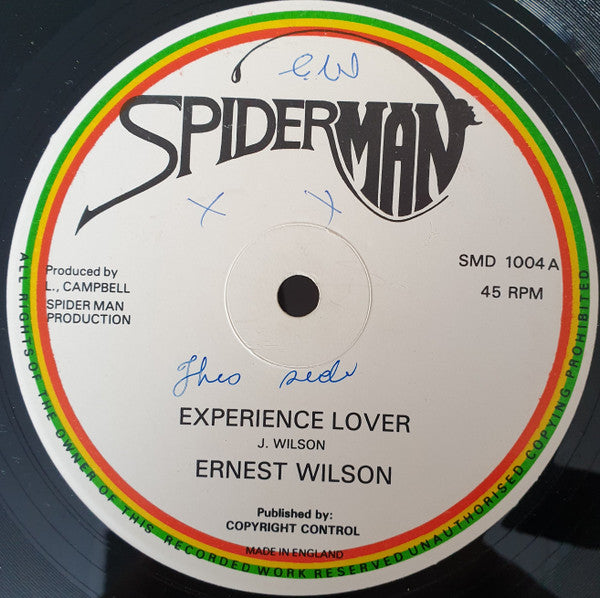 e.W
SPIDERMAN
x x
Produced by
L., CAMPBELL
SPIDER MAN
PRODUCTION
SMD 1004 A
45 RPM
This side
EXPERIENCE LOVER
J. WILSON
ERNEST WILSON
Published by:
COPYRIGHT CONTROL
MADE IN ENGLAND
ALL RIGHTS OF THE OWNER OF THIS RECORDED WORK RESERVED UNAUTHORISED COPYING PROHIBITED